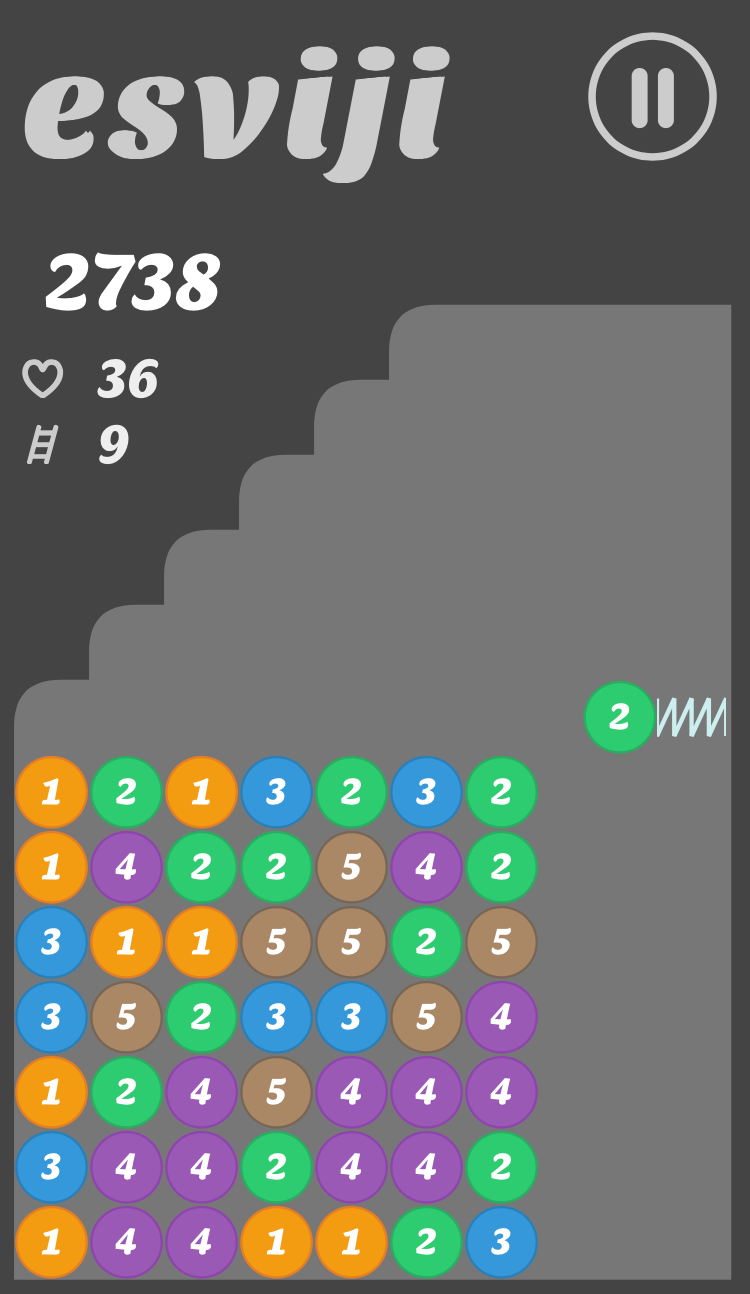 esviji
2738
36
9
2
1 2 1 3 2 3 2
1 4 2 2 5 4 2
3 1 1 5 5 2 5
3 5 2 3 3 5 4
1 2 4 5 4 4 4
3 4 4 2 4 4 2
1 4 4 1 1 2 3